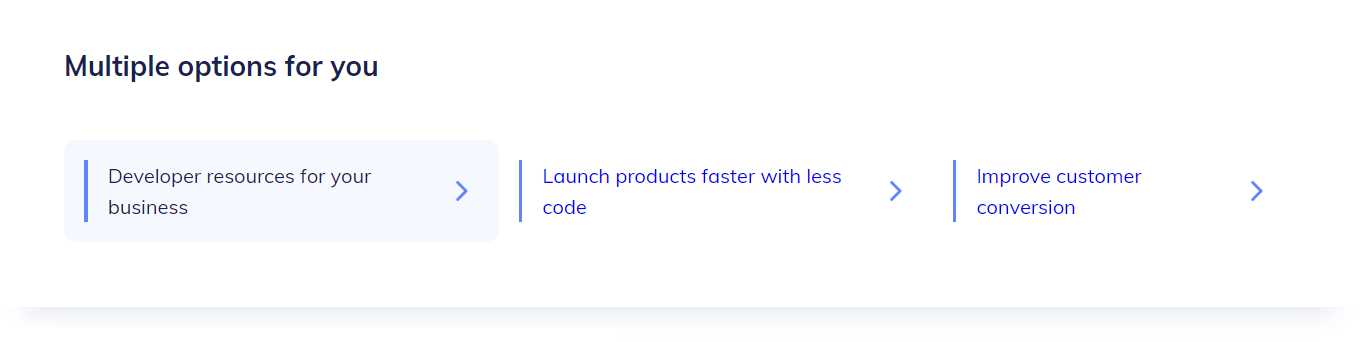 Multiple options for you
Developer resources for your
business
Launch products faster with less
code
Improve customer
conversion